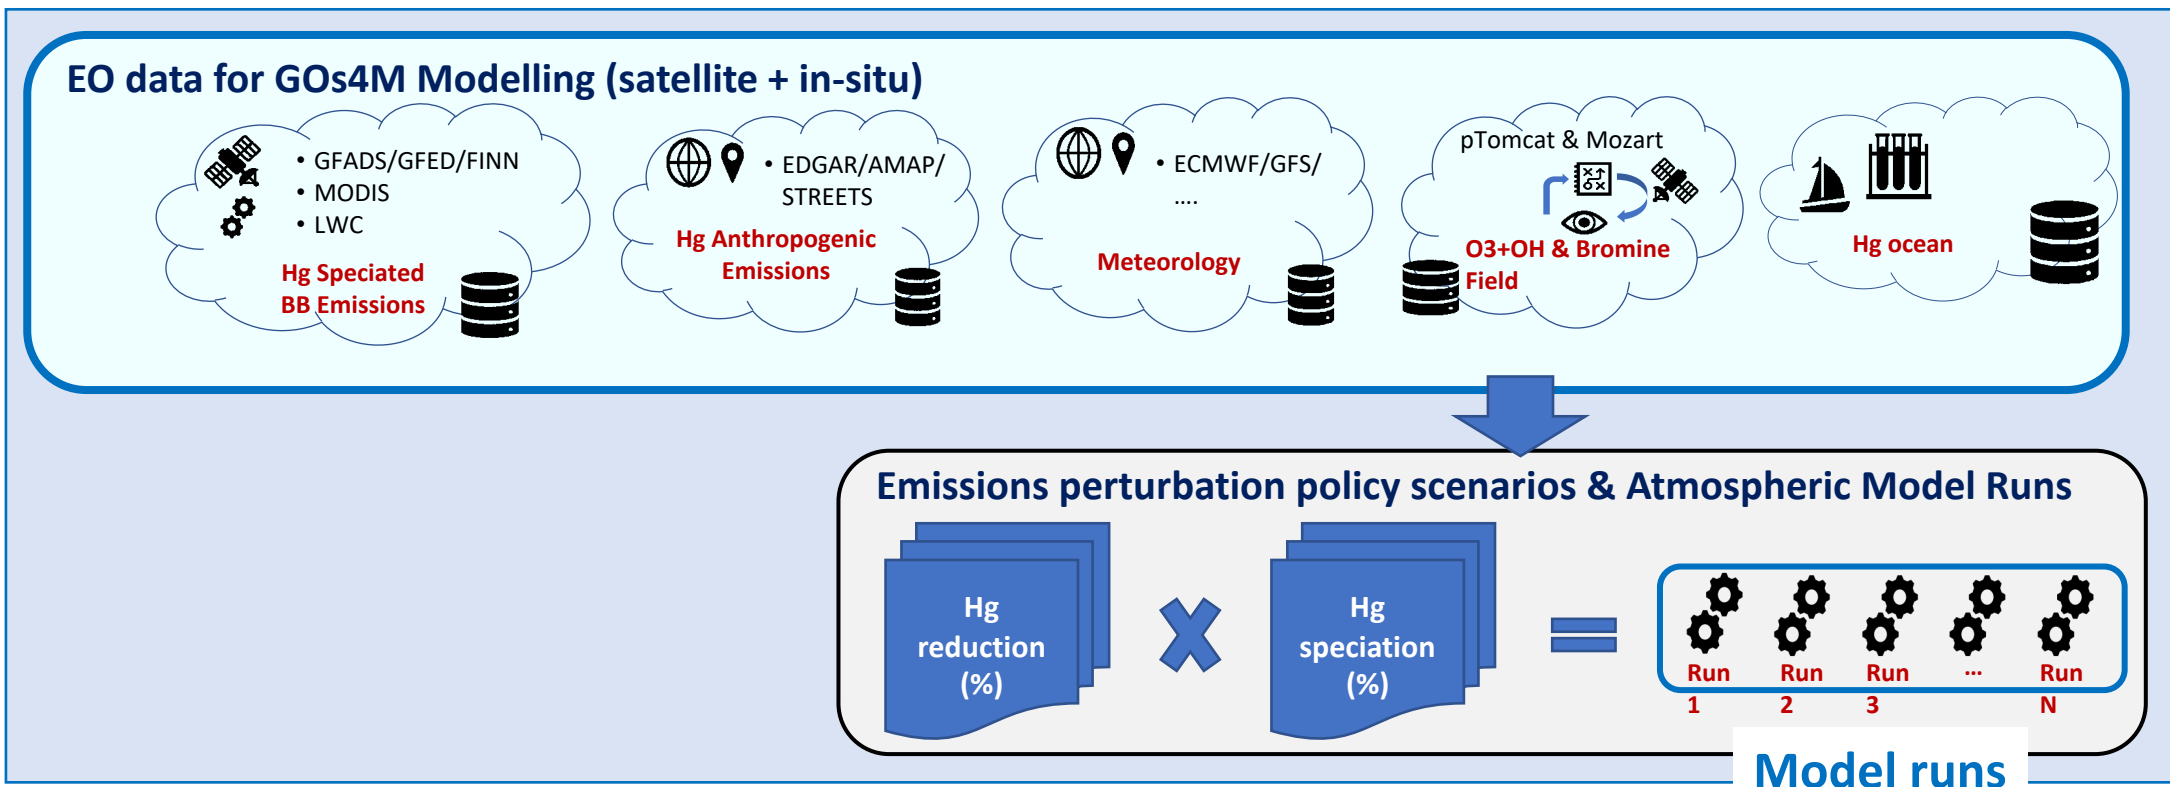 EO data for GOs4M Modelling (satellite + in-situ)
• GFADS/GFED/FINN
• MODIS
• LWC
Hg Speciated
BB Emissions
• EDGAR/AMAP/
STREETS
Hg Anthropogenic
Emissions
• ECMWF/GFS/
....
Meteorology
pTomcat & Mozart
O3+OH & Bromine
Field
Hg ocean
Emissions perturbation policy scenarios & Atmospheric Model Runs
Hg
reduction
(%)
Hg
speciation
(%)
Run
1
Run
2
Run
3
...
Run
N
Model runs